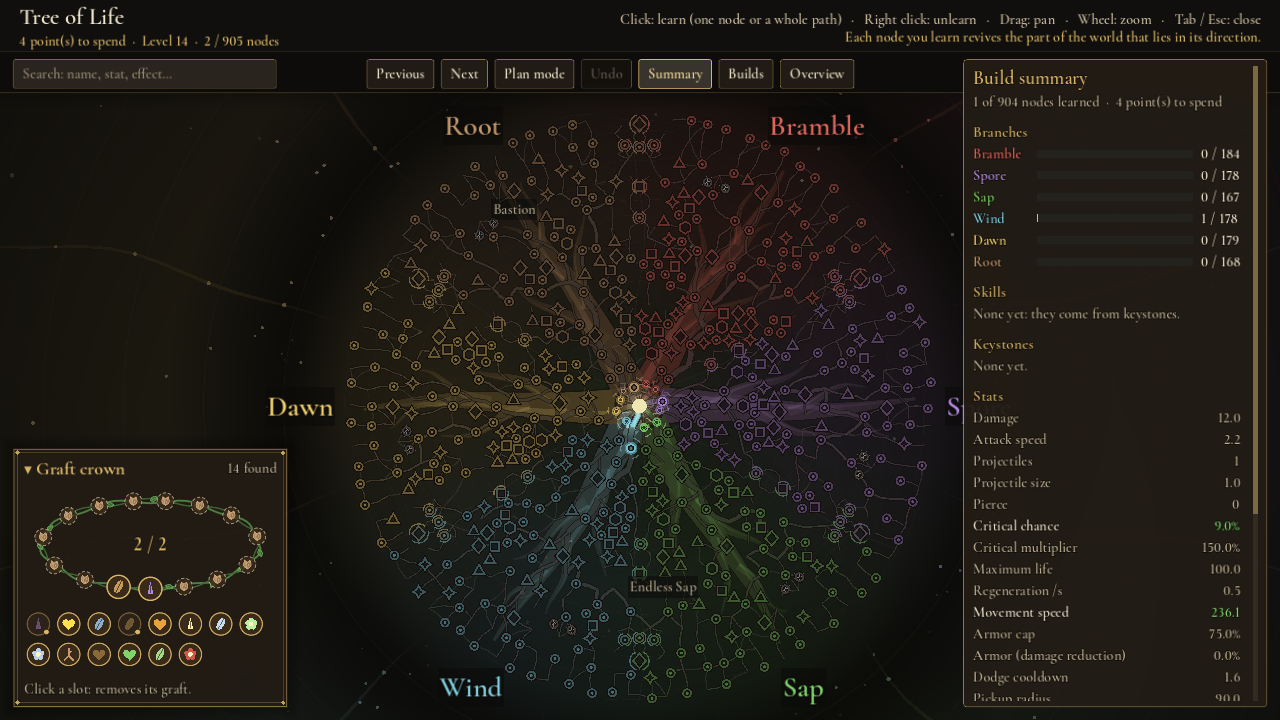 Tree of Life
4 point(s) to spend · Level 14 · 2 / 905 nodes
Click: learn (one node or a whole path) · Right click: unlearn · Drag: pan · Wheel: zoom · Tab / Esc: close
Each node you learn revives the part of the world that lies in its direction.
Search: name, stat, effect...
Previous
Next
Plan mode
Undo
Summary
Builds
Overview
Root
Bramble
Bastion
Dawn
Endless Sap
Wind
Sap
▾ Graft crown
14 found
2 / 2
Click a slot: removes its graft.
Build summary
1 of 904 nodes learned · 4 point(s) to spend
Branches
Bramble 0 / 184
Spore 0 / 178
Sap 0 / 167
Wind 1 / 178
Dawn 0 / 179
Root 0 / 168
Skills
None yet: they come from keystones.
Keystones
None yet.
Stats
Damage 12.0
Attack speed 2.2
Projectiles 1
Projectile size 1.0
Pierce 0
Critical chance 9.0%
Critical multiplier 150.0%
Maximum life 100.0
Regeneration /s 0.5
Movement speed 236.1
Armor cap 75.0%
Armor (damage reduction) 0.0%
Dodge cooldown 1.6
Pickup radius 90.0